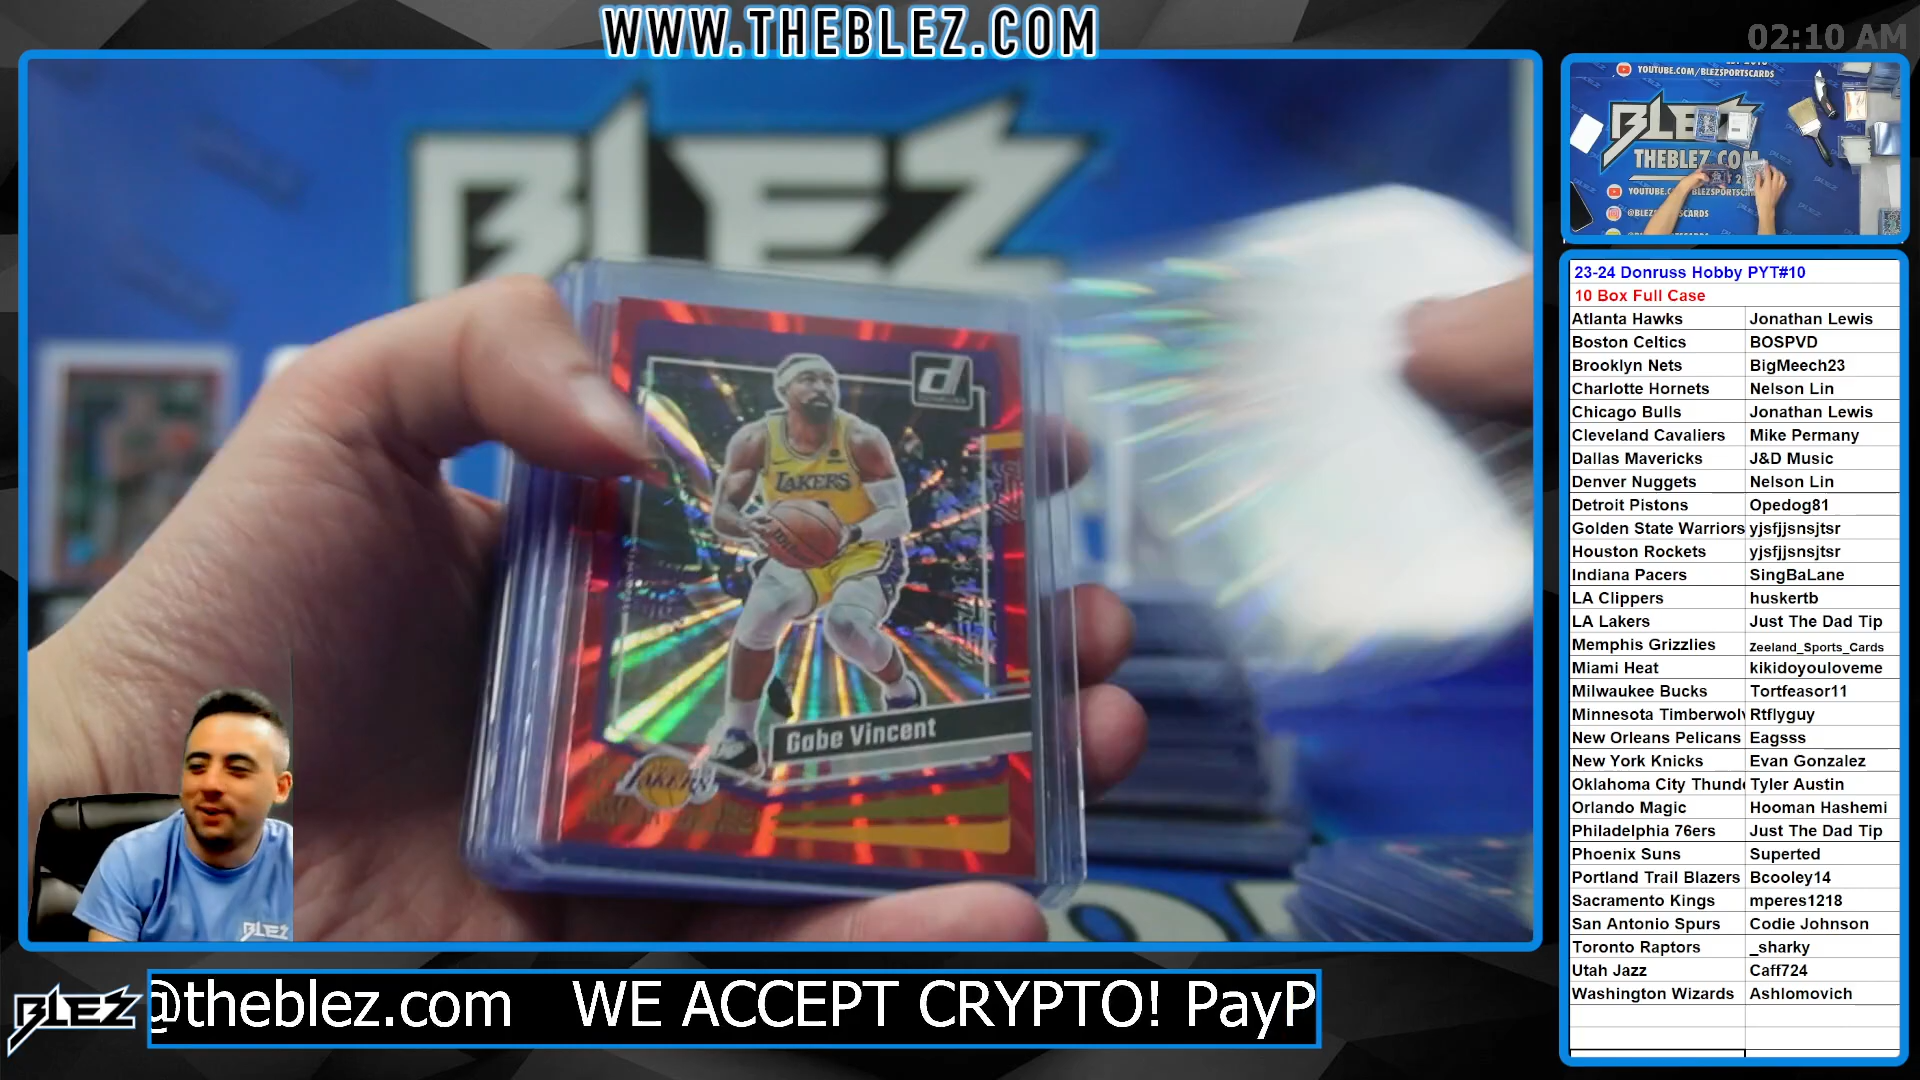 WWW.THEBLEZ.COM
02:10 AM
BLEZ
LAKERS
d
Gabe Vincent
LAKERS
BLEZ
YOUTUBE.COM/BLEZSPORTSCARDS
BLEZ
THEBLEZ.COM
23-24 Donruss Hobby PYT#10
10 Box Full Case
Atlanta Hawks Jonathan Lewis
Boston Celtics BOSPVD
Brooklyn Nets BigMeech23
Charlotte Hornets Nelson Lin
Chicago Bulls Jonathan Lewis
Cleveland Cavaliers Mike Permany
Dallas Mavericks J&D Music
Denver Nuggets Nelson Lin
Detroit Pistons Opedog81
Golden State Warriors yjsfjjsnsjtsr
Houston Rockets yjsfjjsnsjtsr
Indiana Pacers SingBaLane
LA Clippers huskertb
LA Lakers Just The Dad Tip
Memphis Grizzlies Zeeland_Sports_Cards
Miami Heat kikidoyouloveme
Milwaukee Bucks Tortfeasor11
Minnesota Timberwolv Rtflyguy
New Orleans Pelicans Eagsss
New York Knicks Evan Gonzalez
Oklahoma City Thunde Tyler Austin
Orlando Magic Hooman Hashemi
Philadelphia 76ers Just The Dad Tip
Phoenix Suns Superted
Portland Trail Blazers Bcooley14
Sacramento Kings mperes1218
San Antonio Spurs Codie Johnson
Toronto Raptors _sharky
Utah Jazz Caff724
Washington Wizards Ashlomovich
BLEZ
@theblez.com WE ACCEPT CRYPTO! PayP